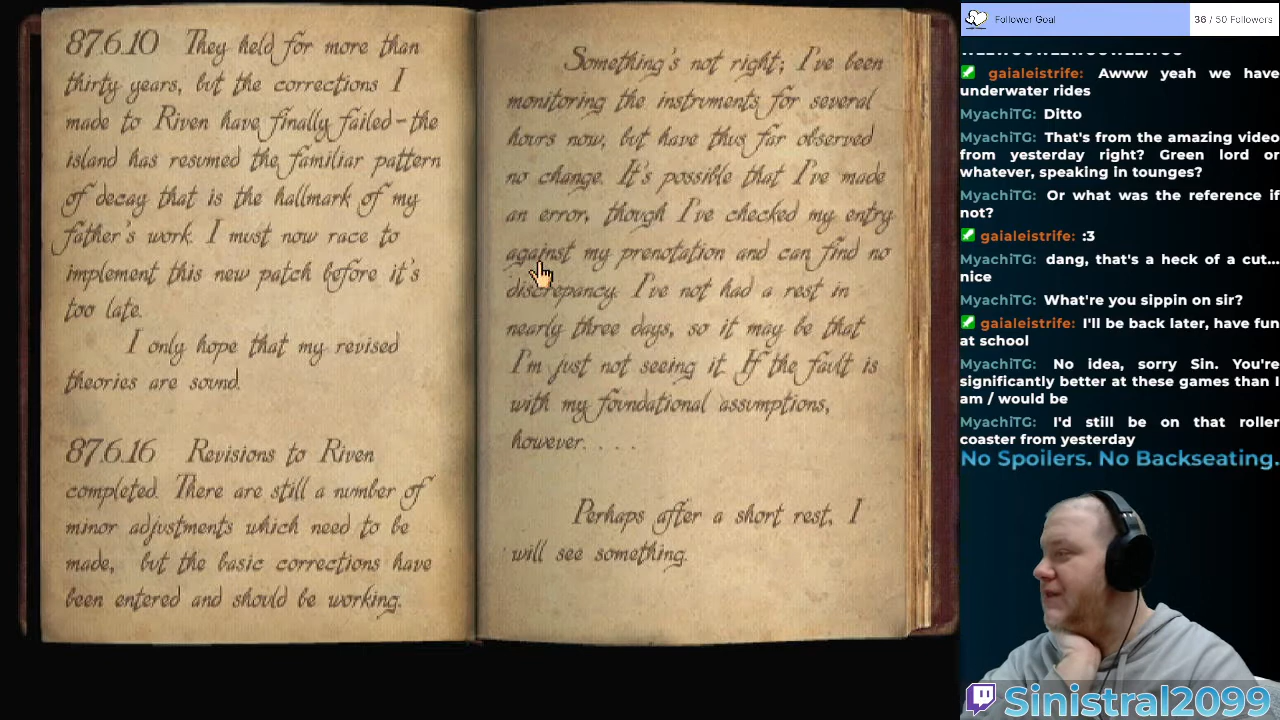 87.6.10 They held for more than
thirty years, but the corrections I
made to Riven have finally failed-the
island has resumed the familiar pattern
of decay that is the hallmark of my
father's work. I must now race to
implement this new patch before it's
too late.
I only hope that my revised
theories are sound.
87.6.16 Revisions to Riven
completed. There are still a number of
minor adjustments which need to be
made, but the basic corrections have
been entered and should be working.
Something's not right; I've been
monitoring the instruments for several
hours now, but have thus far observed
no change. It's possible that I've made
an error, though I've checked my entry
against my prenotation and can find no
discrepancy. I've not had a rest in
nearly three days, so it may be that
I'm just not seeing it. If the fault is
with my foundational assumptions,
however. . . .
Perhaps after a short rest, I
will see something.
Follower Goal
36 / 50 Followers
gaialeistrife: Awww yeah we have
underwater rides
MyachiTG: Ditto
MyachiTG: That's from the amazing video
from yesterday right? Green lord or
whatever, speaking in tounges?
MyachiTG: Or what was the reference if
not?
gaialeistrife: :3
MyachiTG: dang, that's a heck of a cut...
nice
MyachiTG: What're you sippin on sir?
gaialeistrife: I'll be back later, have fun
at school
MyachiTG: No idea, sorry Sin. You're
significantly better at these games than I
am / would be
MyachiTG: I'd still be on that roller
coaster from yesterday
No Spoilers. No Backseating.
Sinistral2099